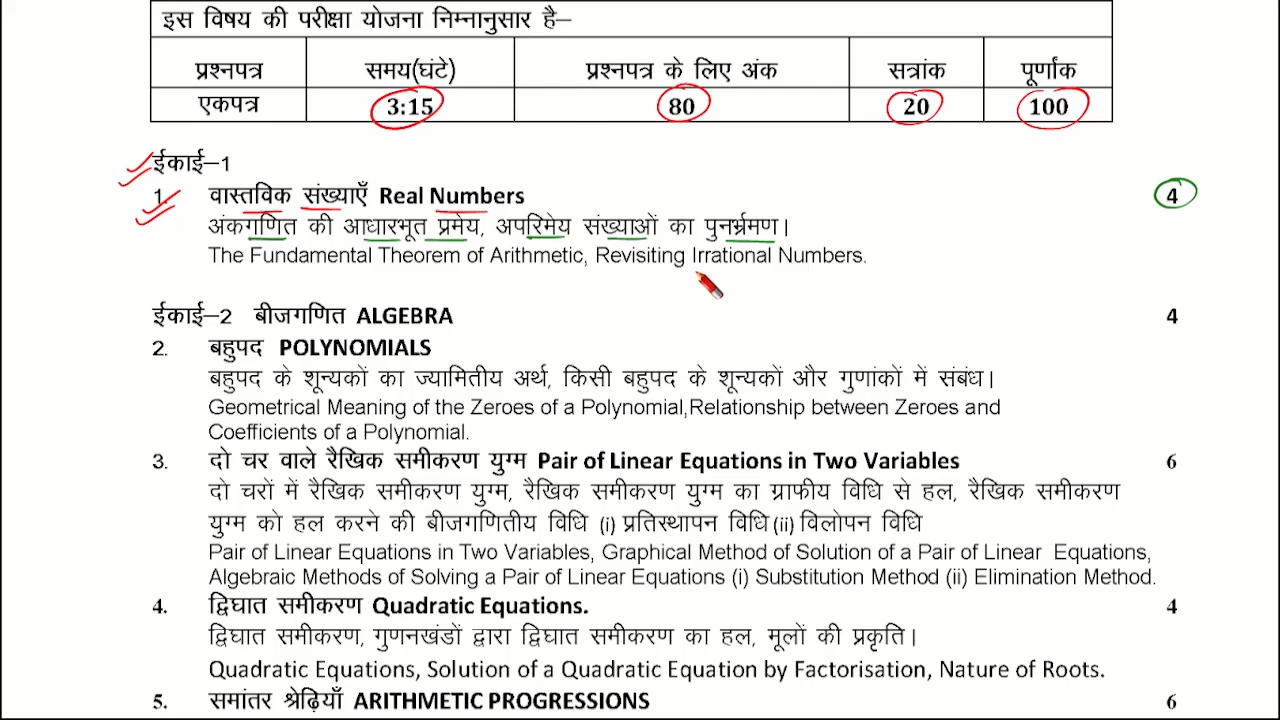 इस विषय की परीक्षा योजना निम्नानुसार है–
प्रश्नपत्र समय(घंटे) प्रश्नपत्र के लिए अंक सत्रांक पूर्णांक
एकपत्र 3:15 80 20 100
ईकाई–1
1. वास्तविक संख्याएँ Real Numbers 4
अंकगणित की आधारभूत प्रमेय, अपरिमेय संख्याओं का पुनर्भ्रमण।
The Fundamental Theorem of Arithmetic, Revisiting Irrational Numbers.
ईकाई–2 बीजगणित ALGEBRA 4
2. बहुपद POLYNOMIALS
बहुपद के शून्यकों का ज्यामितीय अर्थ, किसी बहुपद के शून्यकों और गुणांकों में संबंध।
Geometrical Meaning of the Zeroes of a Polynomial,Relationship between Zeroes and
Coefficients of a Polynomial.
3. दो चर वाले रैखिक समीकरण युग्म Pair of Linear Equations in Two Variables 6
दो चरों में रैखिक समीकरण युग्म, रैखिक समीकरण युग्म का ग्राफीय विधि से हल, रैखिक समीकरण
युग्म को हल करने की बीजगणितीय विधि (i) प्रतिस्थापन विधि (ii) विलोपन विधि
Pair of Linear Equations in Two Variables, Graphical Method of Solution of a Pair of Linear Equations,
Algebraic Methods of Solving a Pair of Linear Equations (i) Substitution Method (ii) Elimination Method.
4. द्विघात समीकरण Quadratic Equations. 4
द्विघात समीकरण, गुणनखंडों द्वारा द्विघात समीकरण का हल, मूलों की प्रकृति।
Quadratic Equations, Solution of a Quadratic Equation by Factorisation, Nature of Roots.
5. समांतर श्रेढ़ियाँ ARITHMETIC PROGRESSIONS 6